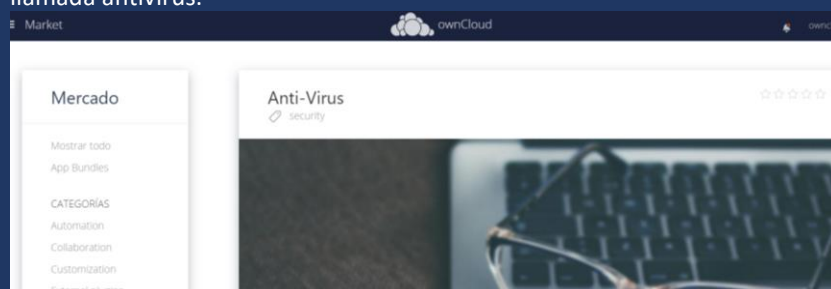 llamada antivirus.
Market
ownCloud
Mercado
Mostrar todo
App Bundles
CATEGORÍAS
Automation
Collaboration
Customization
Anti-Virus
security